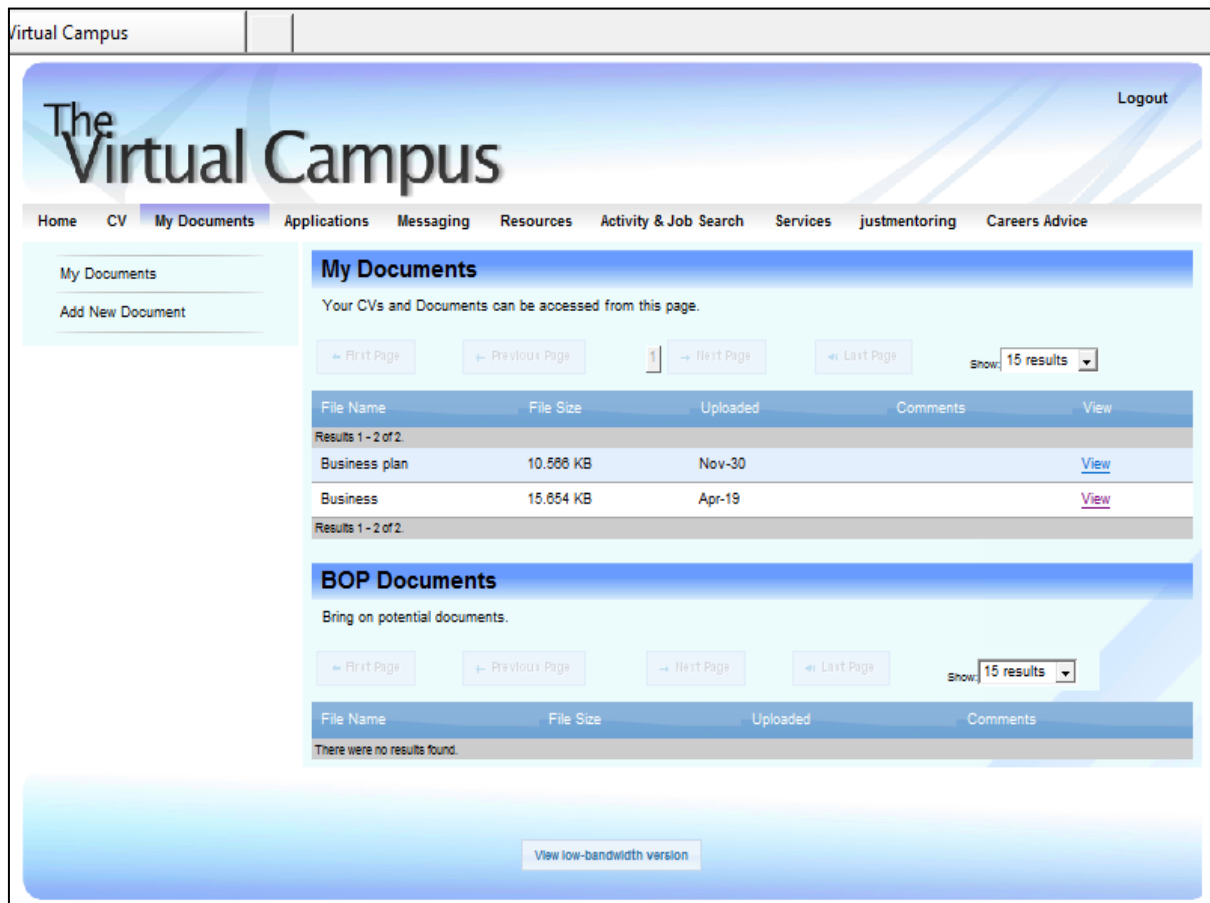 Virtual Campus
Logout
The
Virtual Campus
Home CV My Documents Applications Messaging Resources Activity & Job Search Services justmentoring Careers Advice
My Documents
Add New Document
My Documents
Your CVs and Documents can be accessed from this page.
First Page Previous Page 1 Next Page Last Page Show: 15 results
File Name File Size Uploaded Comments View
Results 1 - 2 of 2.
Business plan 10.566 KB Nov-30 View
Business 15.654 KB Apr-19 View
Results 1 - 2 of 2.
BOP Documents
Bring on potential documents.
First Page Previous Page Next Page Last Page Show: 15 results
File Name File Size Uploaded Comments
There were no results found.
View low-bandwidth version